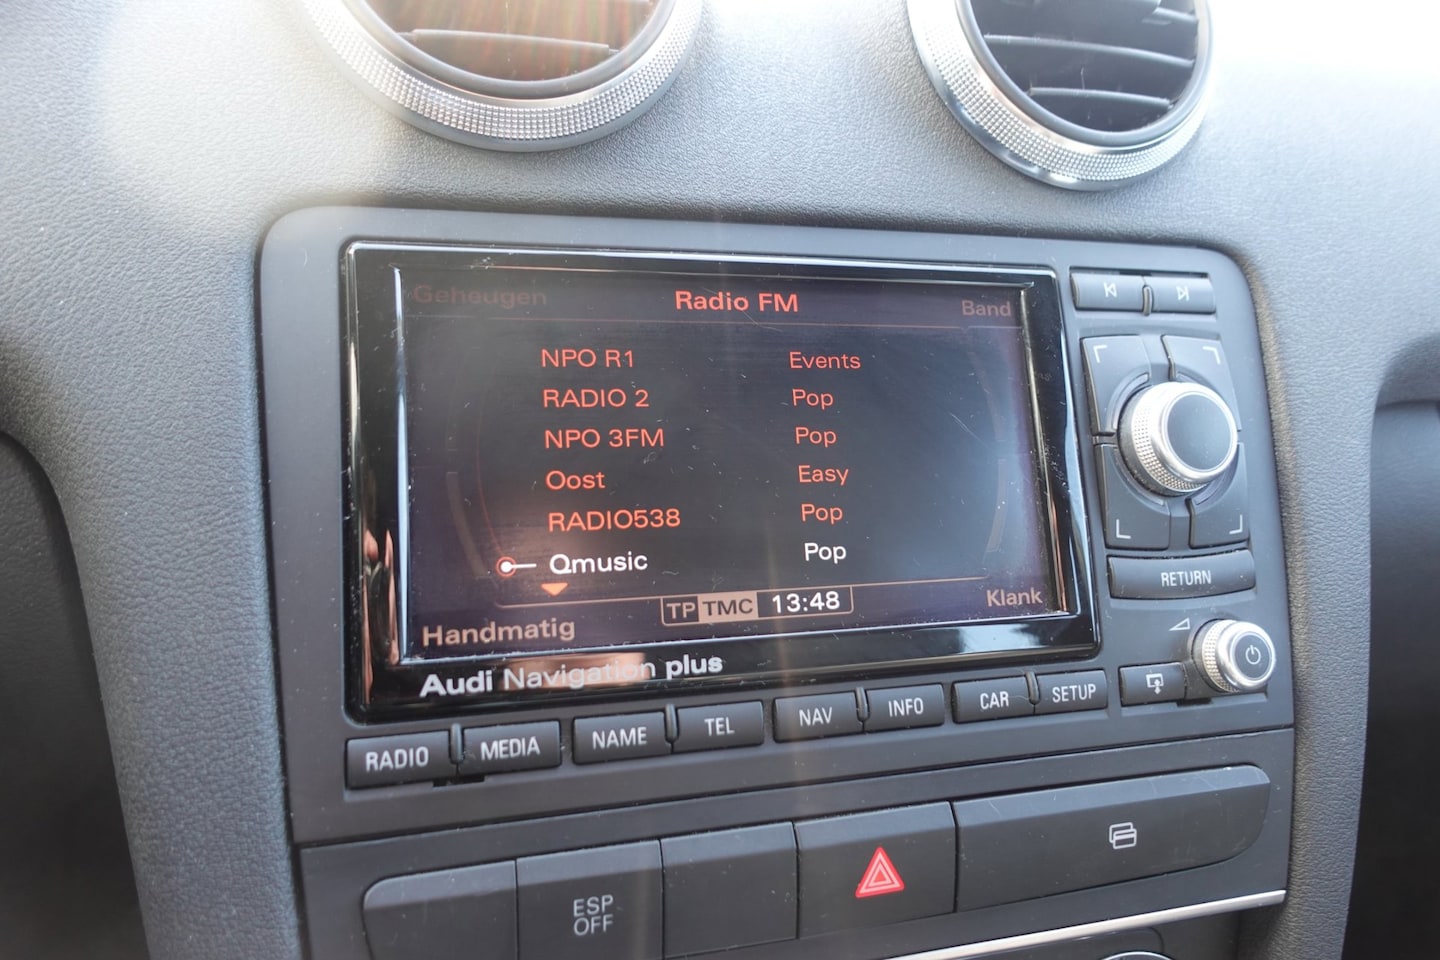 Geheugen Radio FM Band
NPO R1 Events
RADIO 2 Pop
NPO 3FM Pop
Oost Easy
RADIO538 Pop
Qmusic Pop
TP TMC 13:48
Handmatig Klank
Audi Navigation plus
RETURN
RADIO MEDIA NAME TEL NAV INFO CAR SETUP
ESP
OFF